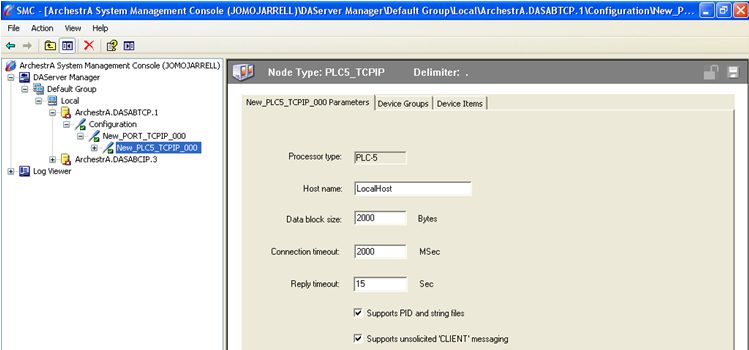 SMC - [ArchestrA System Management Console (JOMOJARRELL)\DAServer Manager\Default Group\Local\ArchestrA.DASABTCP.1\Configuration\New_P...
File Action View Help
ArchestrA System Management Console (JOMOJARRELL)
DAServer Manager
Default Group
Local
ArchestrA.DASABTCP.1
Configuration
New_PORT_TCPIP_000
New_PLC5_TCPIP_000
ArchestrA.DASABCIP.3
Log Viewer
Node Type: PLC5_TCPIP Delimiter: .
New_PLC5_TCPIP_000 Parameters Device Groups Device Items
Processor type: PLC-5
Host name: LocalHost
Data block size: 2000 Bytes
Connection timeout: 2000 MSec
Reply timeout: 15 Sec
Supports PID and string files
Supports unsolicited 'CLIENT' messaging